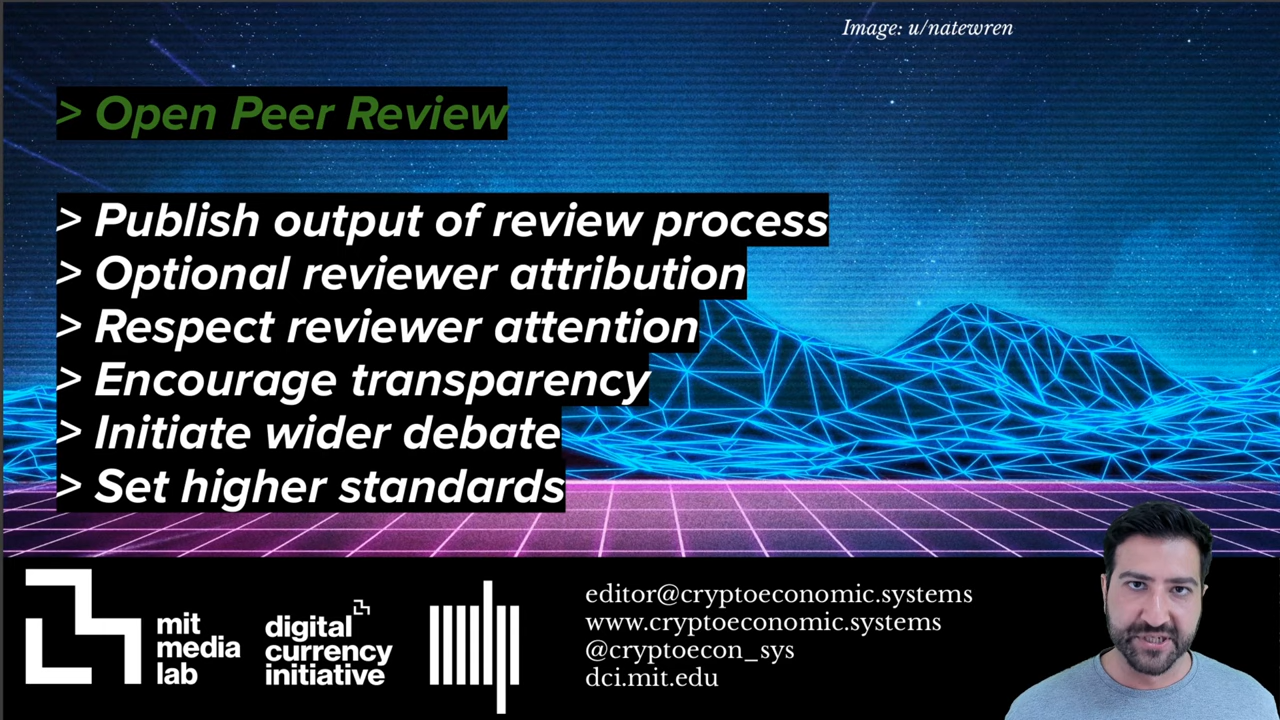 Image: u/natewren
> Open Peer Review
> Publish output of review process
> Optional reviewer attribution
> Respect reviewer attention
> Encourage transparency
> Initiate wider debate
> Set higher standards
mit
media
lab
digital
currency
initiative
editor@cryptoeconomic.systems
www.cryptoeconomic.systems
@cryptoecon_sys
dci.mit.edu